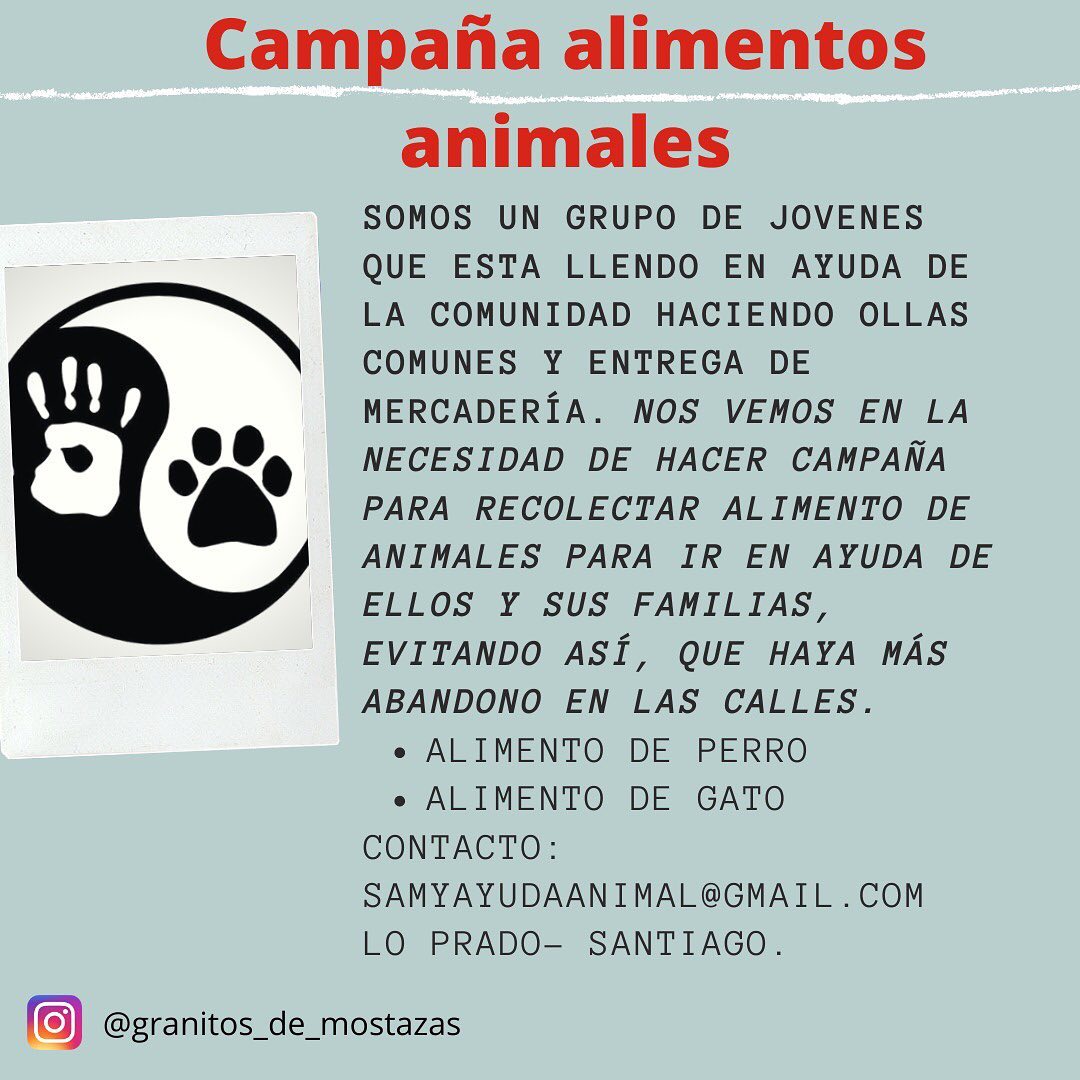 Campaña alimentos
animales
SOMOS UN GRUPO DE JOVENES
QUE ESTA LLENDO EN AYUDA DE
LA COMUNIDAD HACIENDO OLLAS
COMUNES Y ENTREGA DE
MERCADERÍA. NOS VEMOS EN LA
NECESIDAD DE HACER CAMPAÑA
PARA RECOLECTAR ALIMENTO DE
ANIMALES PARA IR EN AYUDA DE
ELLOS Y SUS FAMILIAS,
EVITANDO ASÍ, QUE HAYA MÁS
ABANDONO EN LAS CALLES.
• ALIMENTO DE PERRO
• ALIMENTO DE GATO
CONTACTO:
SAMYAYUDAANIMAL@GMAIL.COM
LO PRADO– SANTIAGO.
@granitos_de_mostazas